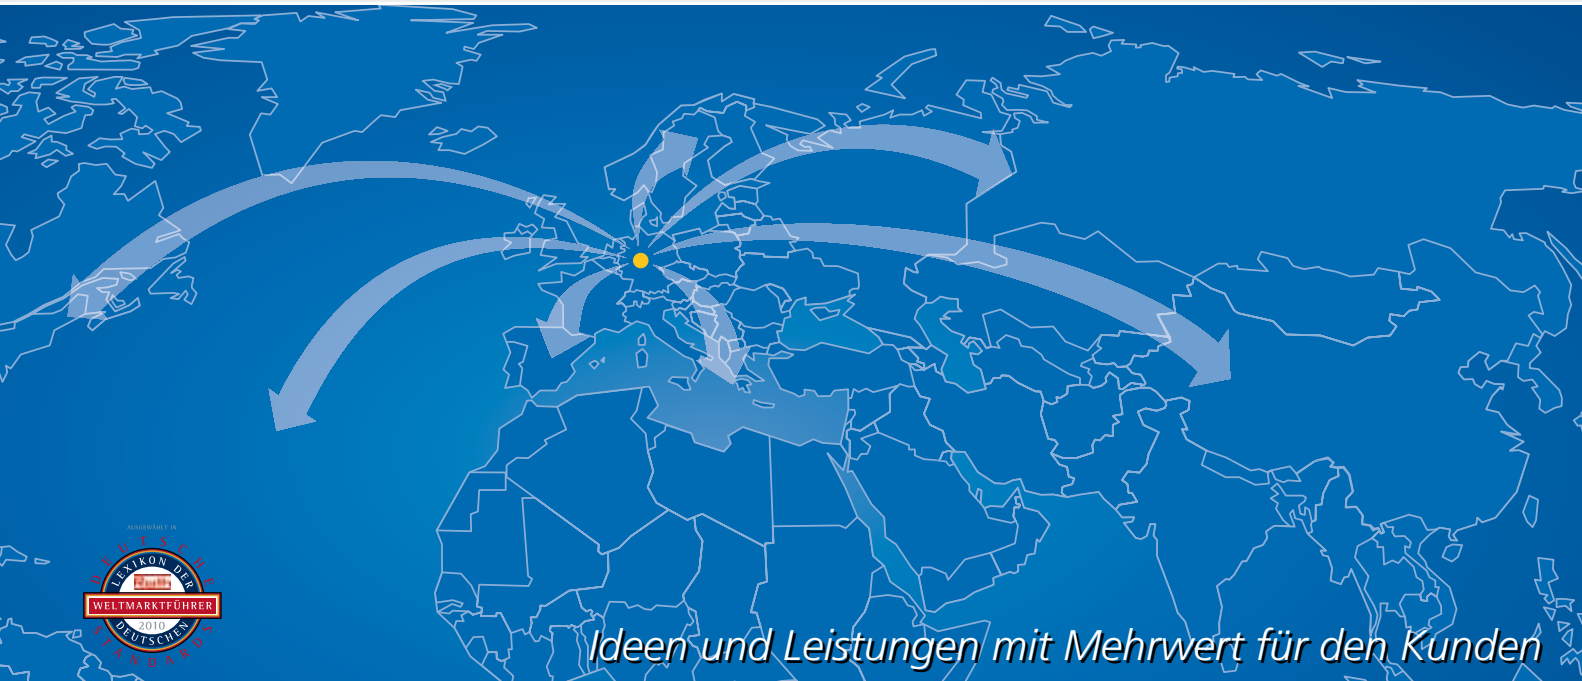 AUSGEWÄHLT IN
DEUTSCHE
LEXIKON DER
WELTMARKTFÜHRER
2010
DEUTSCHEN
STANDARDS
Ideen und Leistungen mit Mehrwert für den Kunden